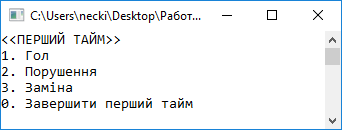 C:\Users\necki\Desktop\Работ...
<<ПЕРШИЙ ТАЙМ>>
1. Гол
2. Порушення
3. Заміна
0. Завершити перший тайм